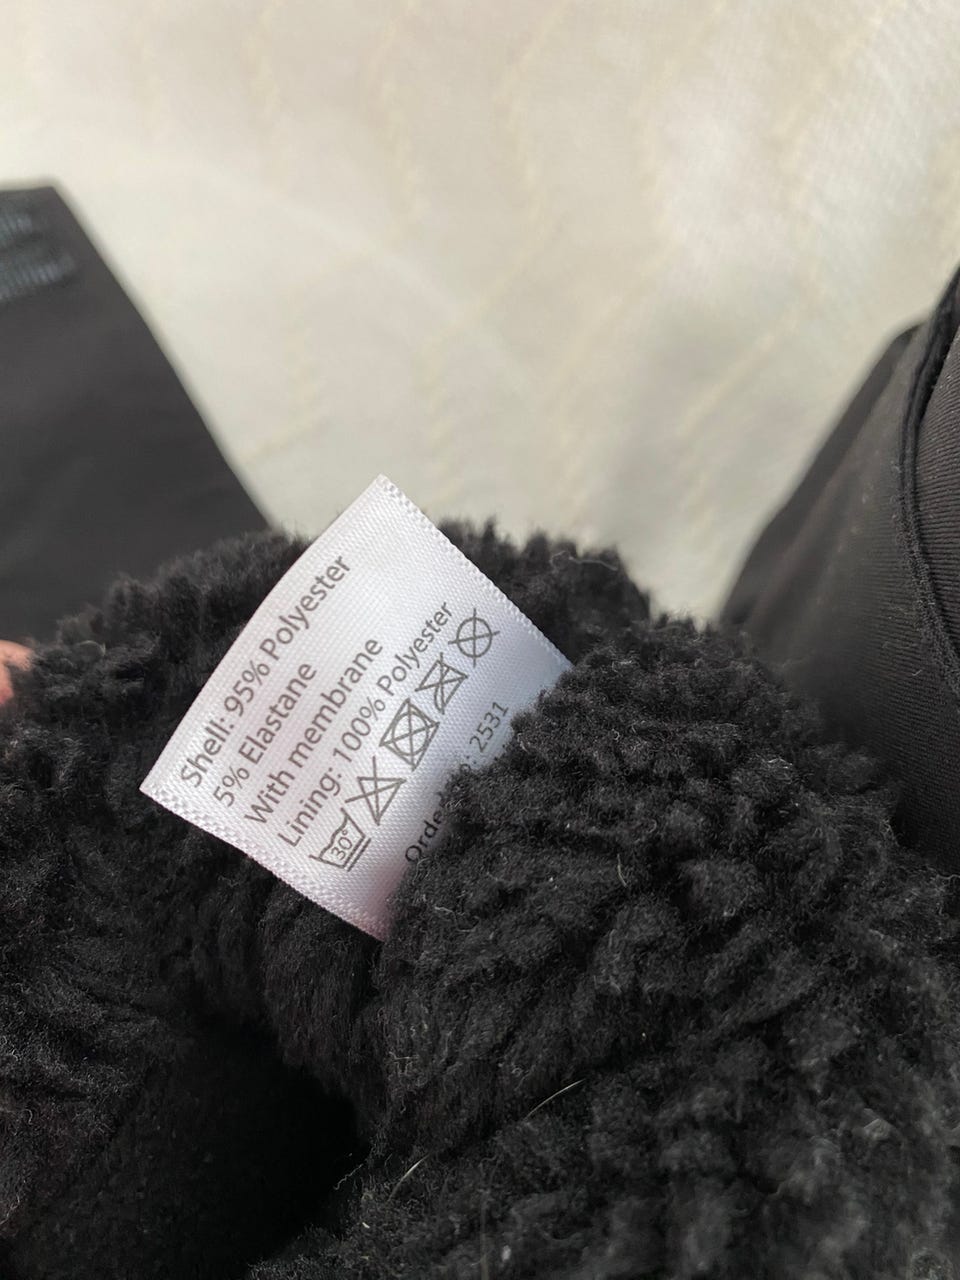 Shell: 95% Polyester
5% Elastane
With membrane
Lining: 100% Polyester
30°
2531